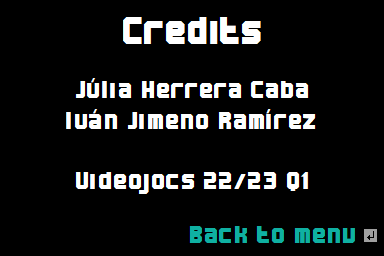 Credits
Júlia Herrera Caba
Iván Jimeno Ramírez
Videojocs 22/23 Q1
Back to menu ↵